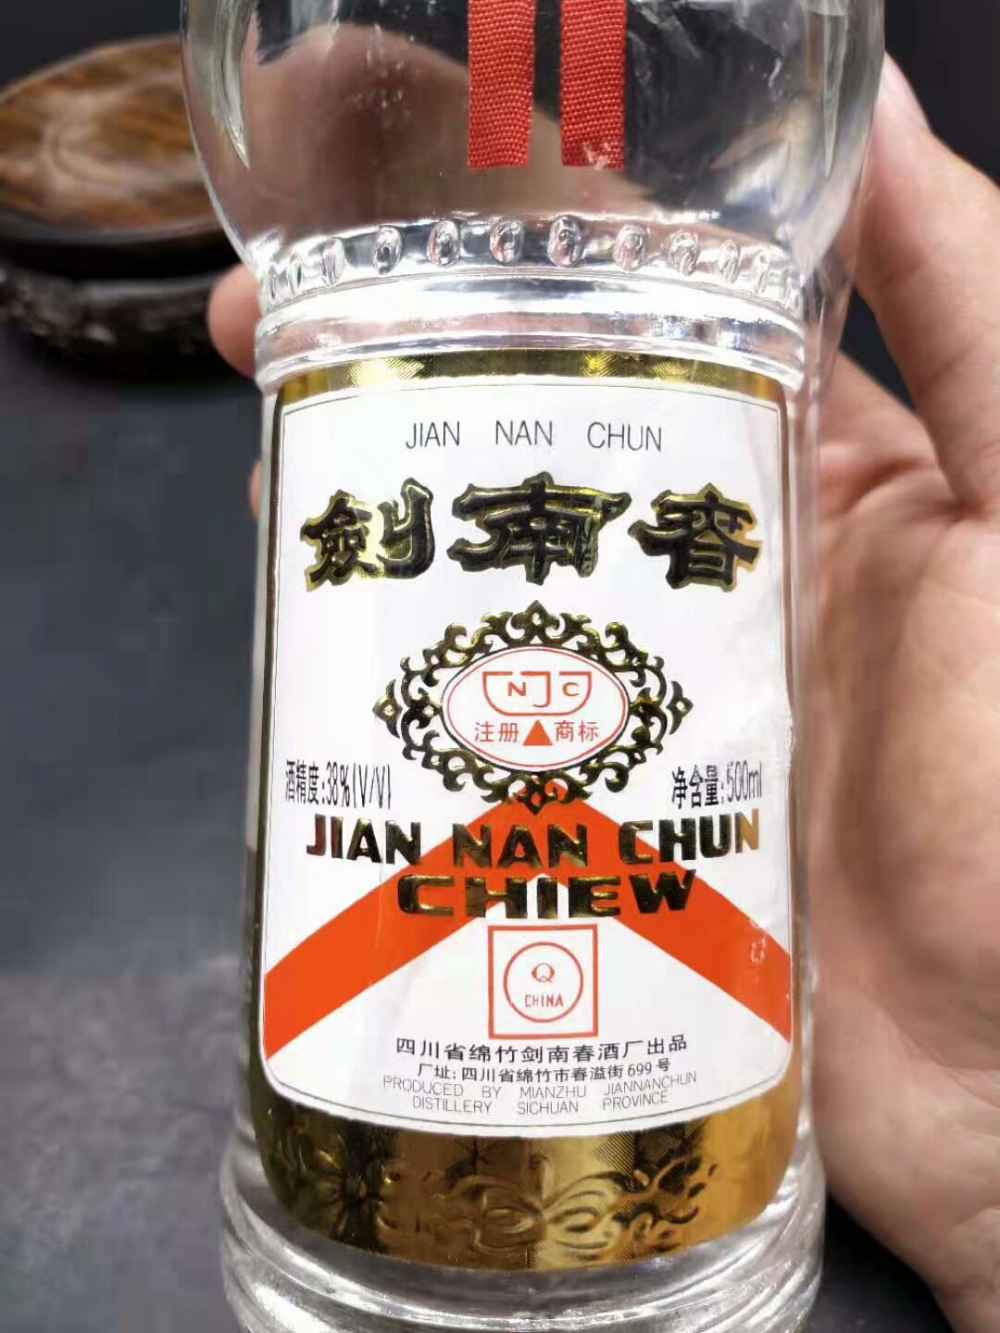 JIAN NAN CHUN
劍南春
NJC
注册 商标
酒精度:38%(V/V)
净含量:500ml
JIAN NAN CHUN
CHIEW
Q
CHINA
四川省绵竹剑南春酒厂出品
厂址:四川省绵竹市春溢街699号
PRODUCED BY MIANZHU JIANNANCHUN
DISTILLERY SICHUAN PROVINCE